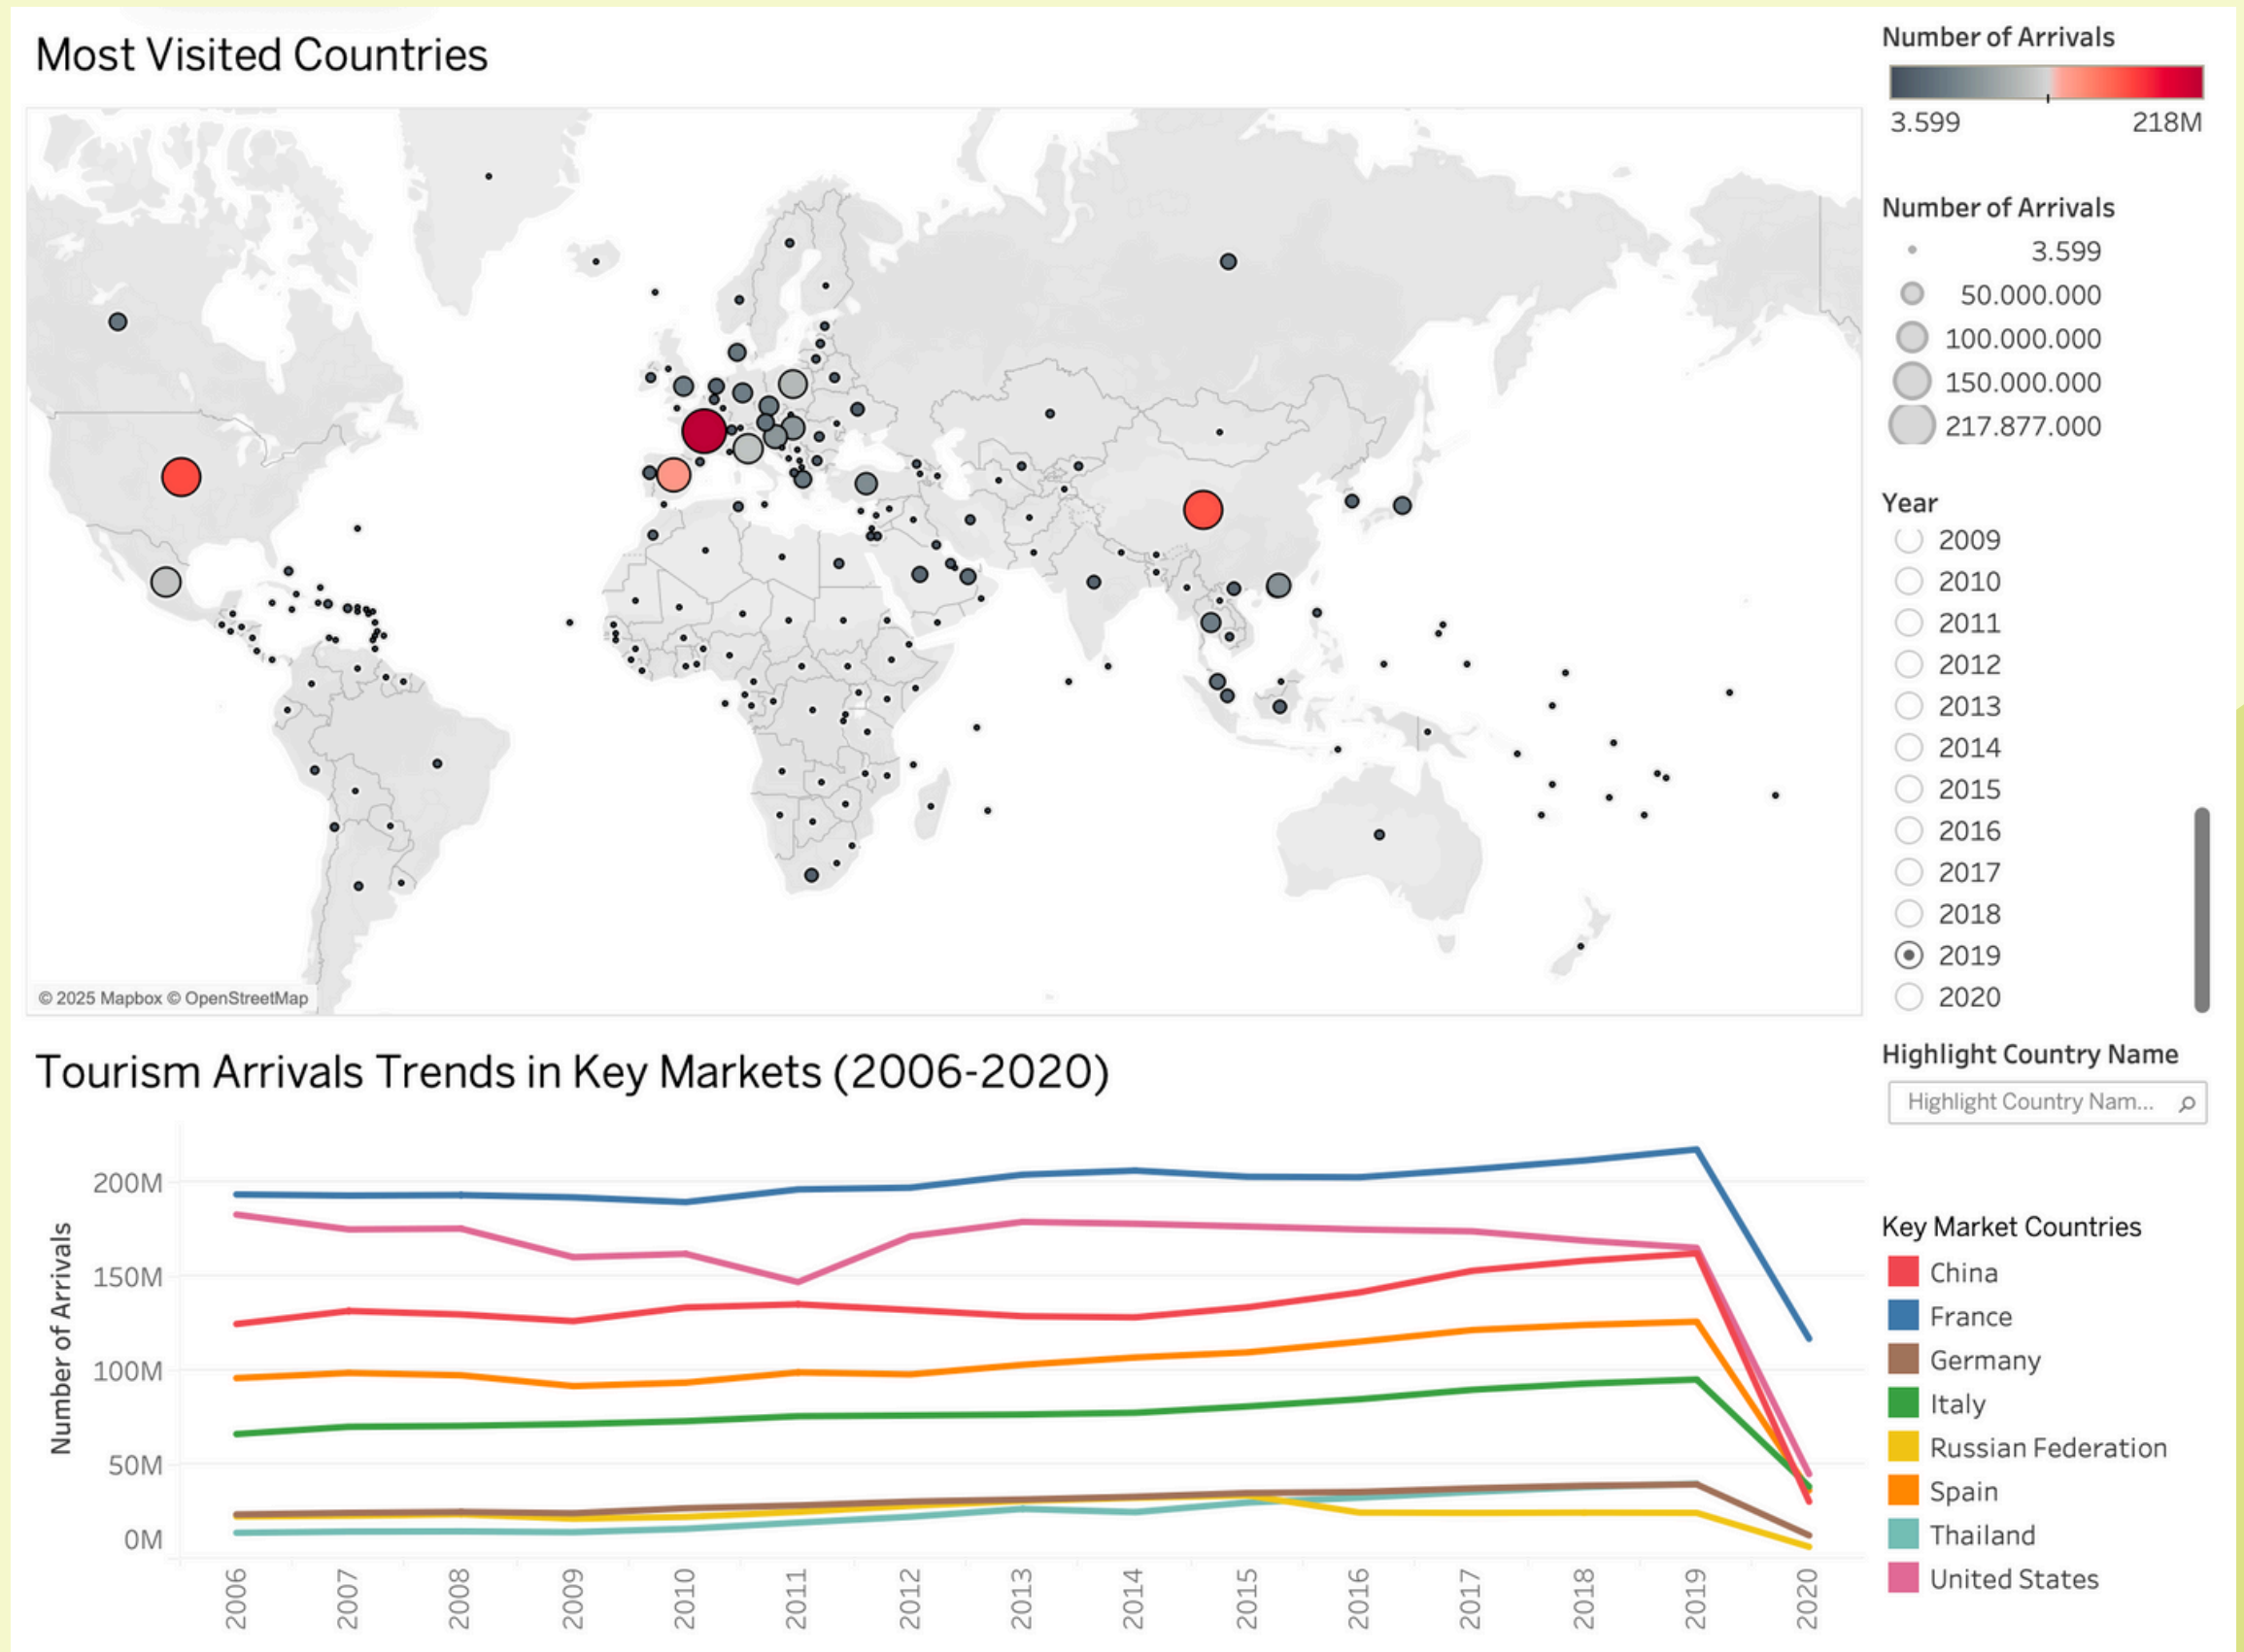 Most Visited Countries
© 2025 Mapbox © OpenStreetMap
Number of Arrivals
3.599 218M
Number of Arrivals
3.599
50.000.000
100.000.000
150.000.000
217.877.000
Year
2009
2010
2011
2012
2013
2014
2015
2016
2017
2018
2019
2020
Tourism Arrivals Trends in Key Markets (2006-2020)
Number of Arrivals
200M
150M
100M
50M
0M
2006 2007 2008 2009 2010 2011 2012 2013 2014 2015 2016 2017 2018 2019 2020
Highlight Country Name
Highlight Country Nam...
Key Market Countries
China
France
Germany
Italy
Russian Federation
Spain
Thailand
United States